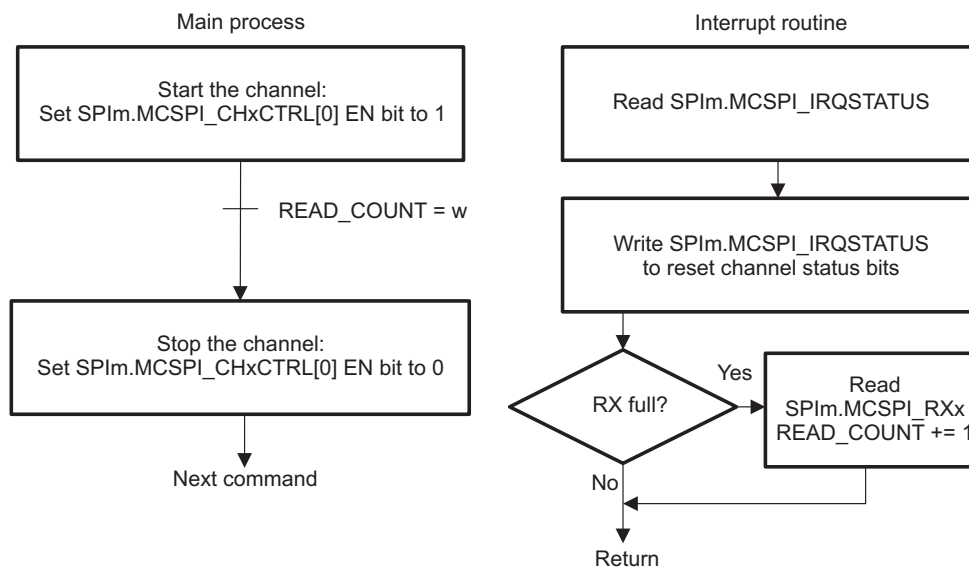 Main process
Start the channel:
Set SPIm.MCSPI_CHxCTRL[0] EN bit to 1
READ_COUNT = w
Stop the channel:
Set SPIm.MCSPI_CHxCTRL[0] EN bit to 0
Next command
Interrupt routine
Read SPIm.MCSPI_IRQSTATUS
Write SPIm.MCSPI_IRQSTATUS
to reset channel status bits
RX full?
Yes
Read
SPIm.MCSPI_RXx
READ_COUNT += 1
No
Return